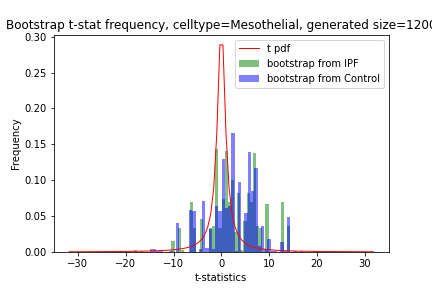 Bootstrap t-stat frequency, celltype=Mesothelial, generated size=1200
t pdf
bootstrap from IPF
bootstrap from Control
Frequency
0.30
0.25
0.20
0.15
0.10
0.05
0.00
−30
−20
−10
0
10
20
30
t-statistics